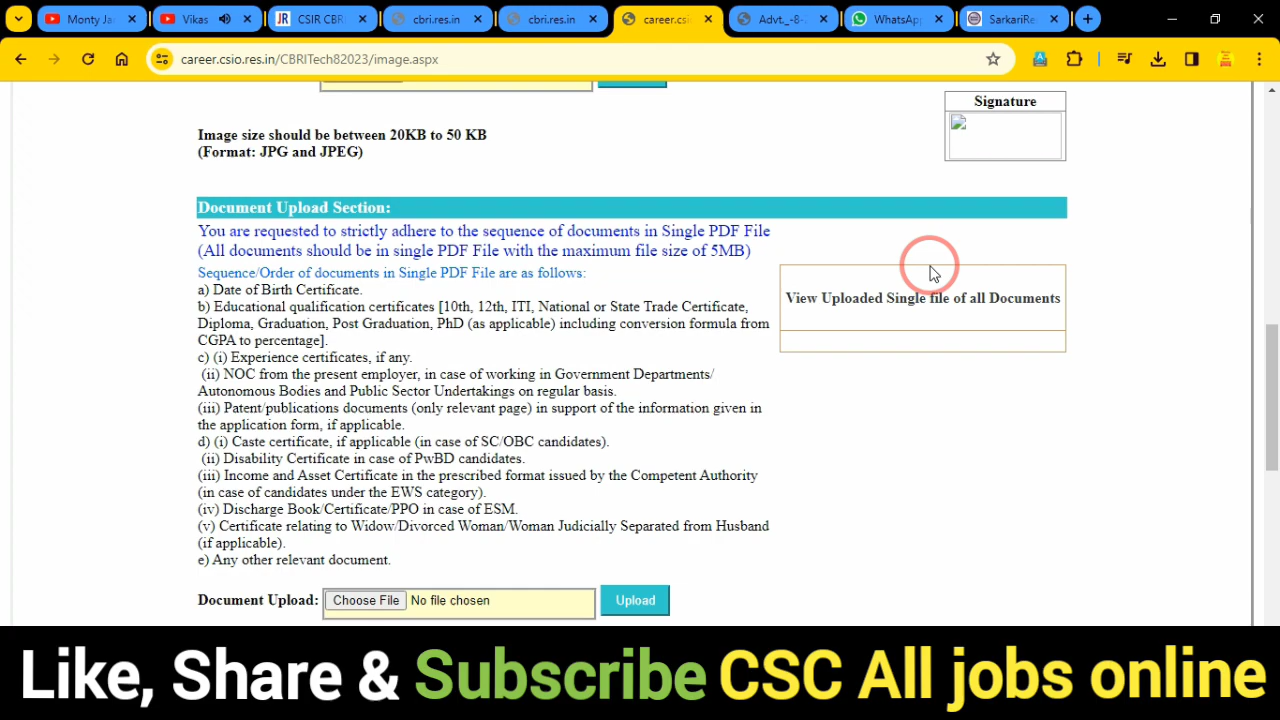 Monty Ja
Vikas
CSIR CBRI
cbri.res.in
cbri.res.in
career.csi
Advt._-8-
WhatsApp
SarkariRe
career.csio.res.in/CBRITech82023/image.aspx
Signature
Image size should be between 20KB to 50 KB
(Format: JPG and JPEG)
Document Upload Section:
You are requested to strictly adhere to the sequence of documents in Single PDF File
(All documents should be in single PDF File with the maximum file size of 5MB)
Sequence/Order of documents in Single PDF File are as follows:
a) Date of Birth Certificate.
b) Educational qualification certificates [10th, 12th, ITI, National or State Trade Certificate,
Diploma, Graduation, Post Graduation, PhD (as applicable) including conversion formula from
CGPA to percentage].
c) (i) Experience certificates, if any.
(ii) NOC from the present employer, in case of working in Government Departments/
Autonomous Bodies and Public Sector Undertakings on regular basis.
(iii) Patent/publications documents (only relevant page) in support of the information given in
the application form, if applicable.
d) (i) Caste certificate, if applicable (in case of SC/OBC candidates).
(ii) Disability Certificate in case of PwBD candidates.
(iii) Income and Asset Certificate in the prescribed format issued by the Competent Authority
(in case of candidates under the EWS category).
(iv) Discharge Book/Certificate/PPO in case of ESM.
(v) Certificate relating to Widow/Divorced Woman/Woman Judicially Separated from Husband
(if applicable).
e) Any other relevant document.
View Uploaded Single file of all Documents
Document Upload: Choose File No file chosen Upload
Like, Share & Subscribe CSC All jobs online